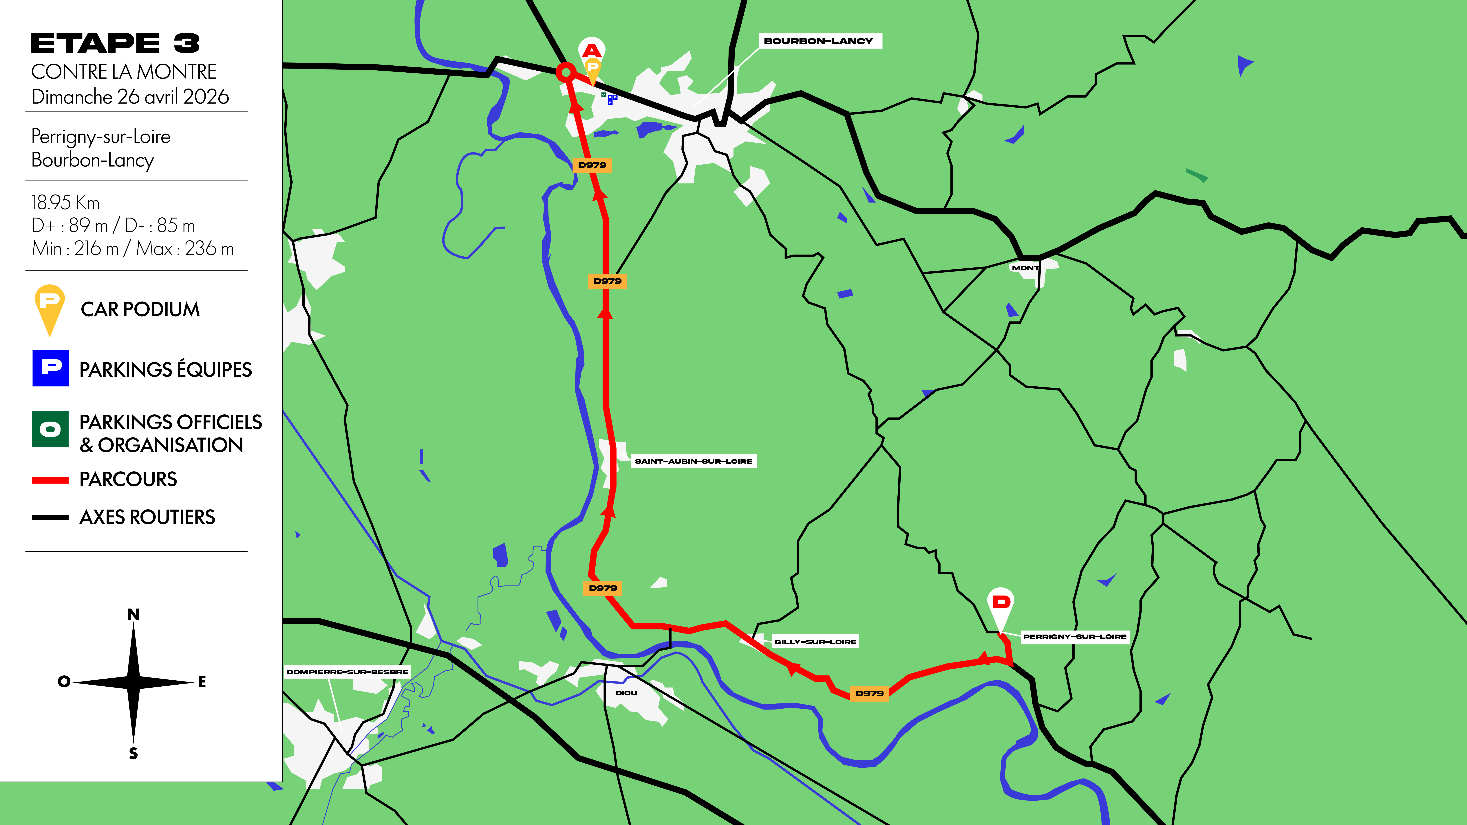 ETAPE 3
CONTRE LA MONTRE
Dimanche 26 avril 2026
Perrigny-sur-Loire
Bourbon-Lancy
18.95 Km
D+ : 89 m / D- : 85 m
Min : 216 m / Max : 236 m
P
CAR PODIUM
P
PARKINGS ÉQUIPES
O
PARKINGS OFFICIELS
& ORGANISATION
PARCOURS
AXES ROUTIERS
N
O
E
S
A
P
BOURBON-LANCY
D979
D979
MONT
SAINT-AUBIN-SUR-LOIRE
D979
D
PERRIGNY-SUR-LOIRE
GILLY-SUR-LOIRE
DOMPIERRE-SUR-BESBRE
DIOU
D979